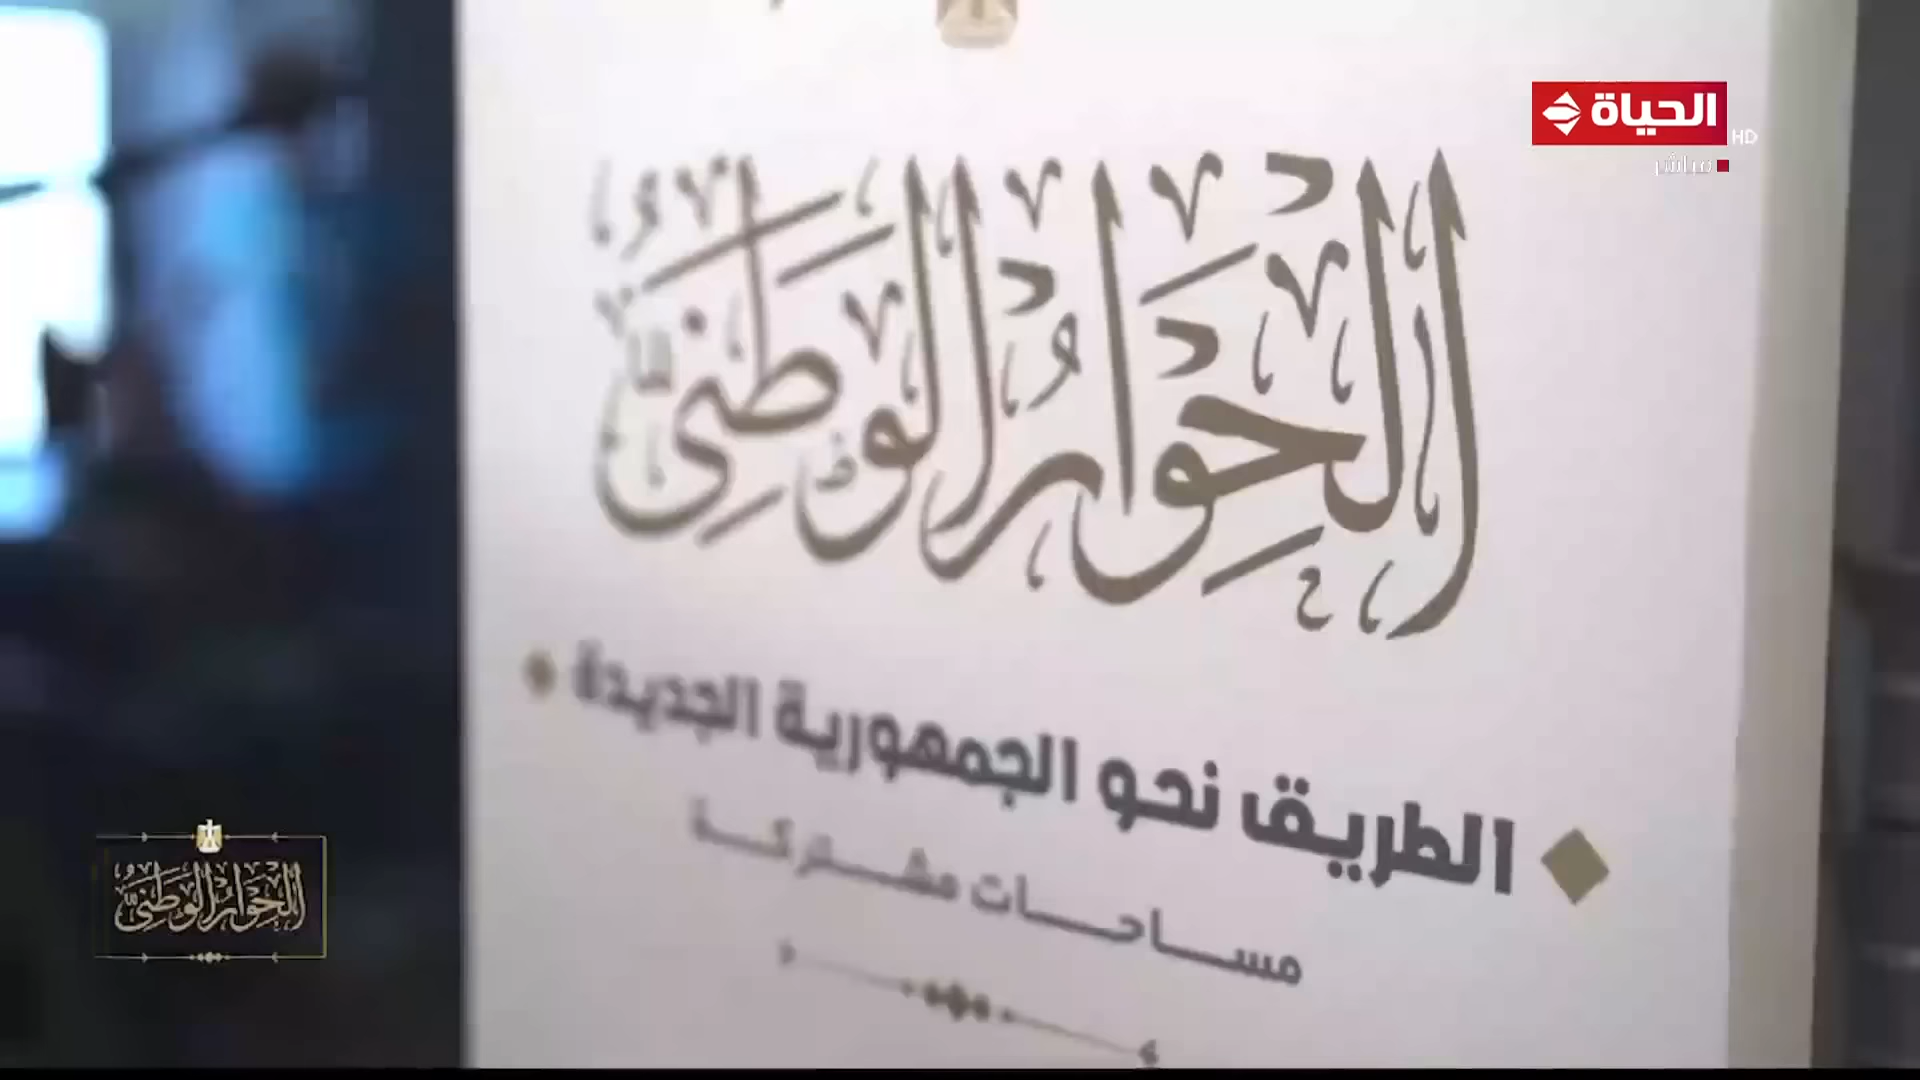 الحياة
HD
مباشر
الحوار الوطني
الطريق نحو الجمهورية الجديدة
مساحات مشتركة
الحوار الوطني